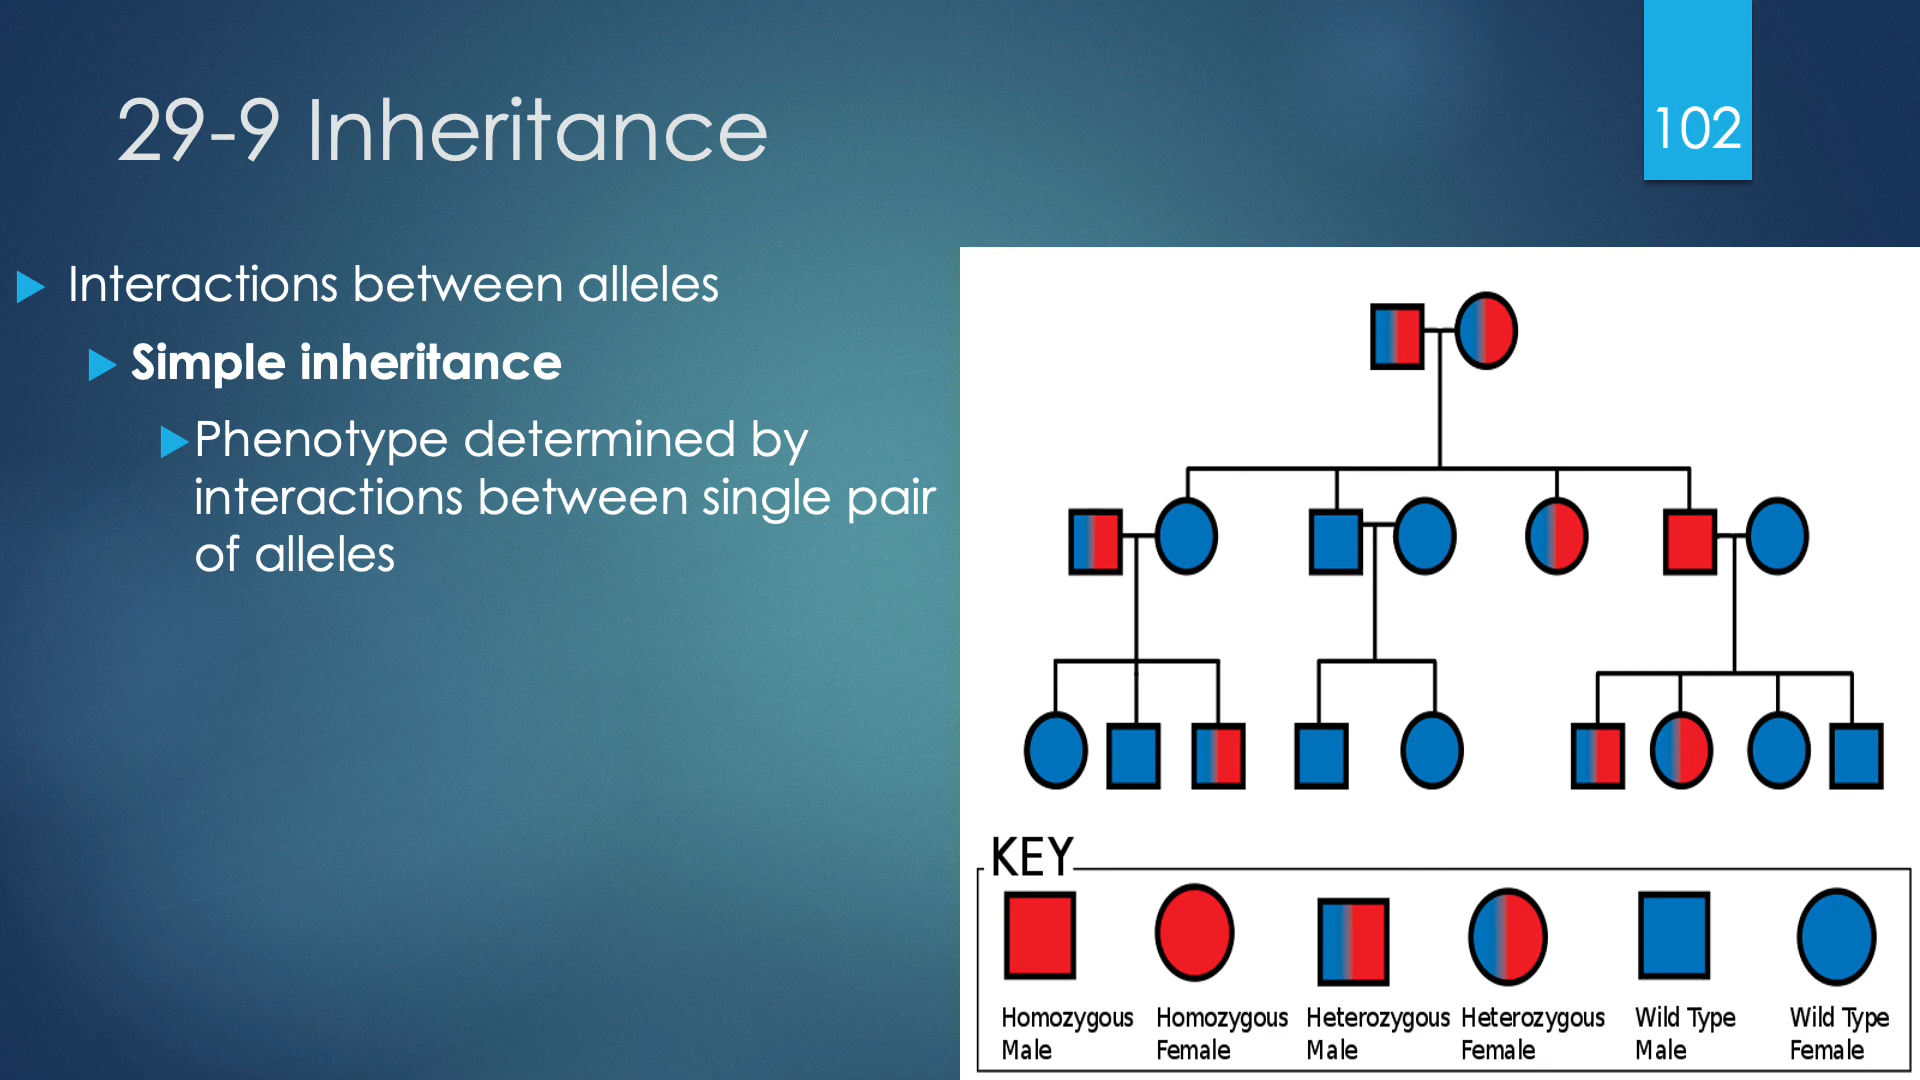 29-9 Inheritance
102
Interactions between alleles
Simple inheritance
Phenotype determined by
interactions between single pair
of alleles
KEY
Homozygous Male
Homozygous Female
Heterozygous Male
Heterozygous Female
Wild Type Male
Wild Type Female